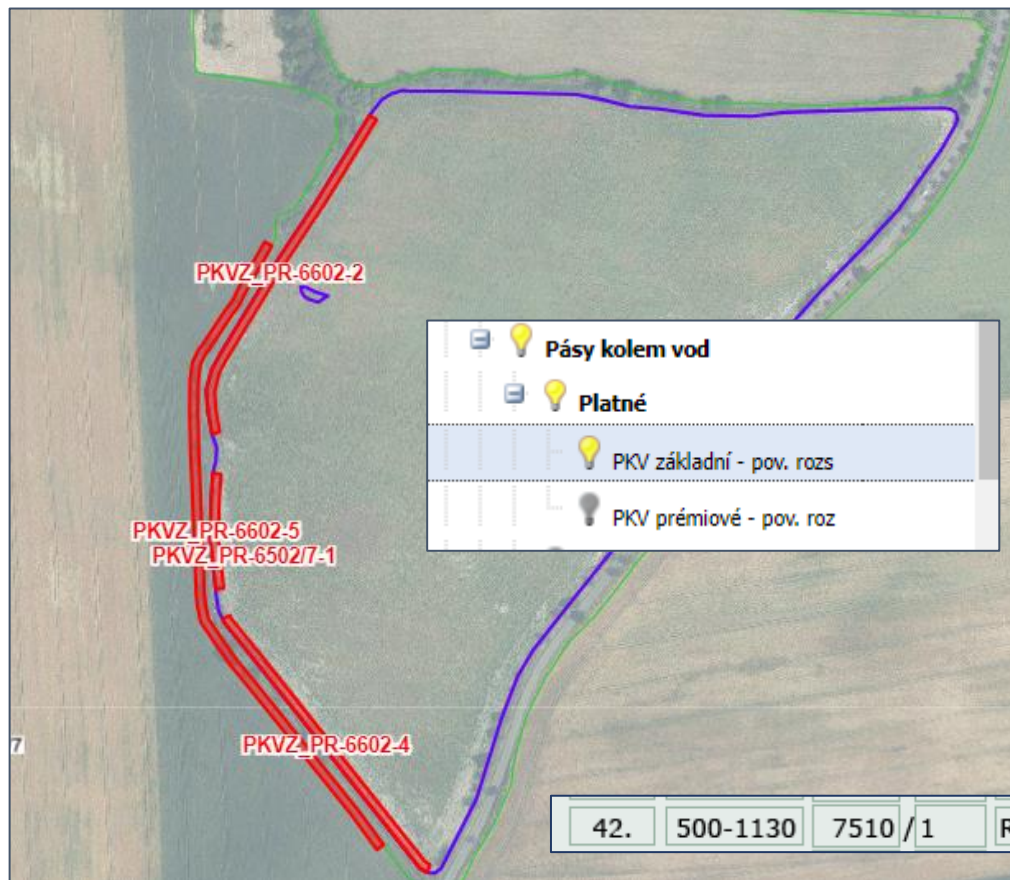 PKVZ_PR-6602-2
Pásy kolem vod
Platné
PKV základní - pov. rozs
PKV prémiové - pov. roz
PKVZ_PR-6602-5
PKVZ_PR-6502/7-1
PKVZ_PR-6602-4
7
42. 500-1130 7510 / 1 R